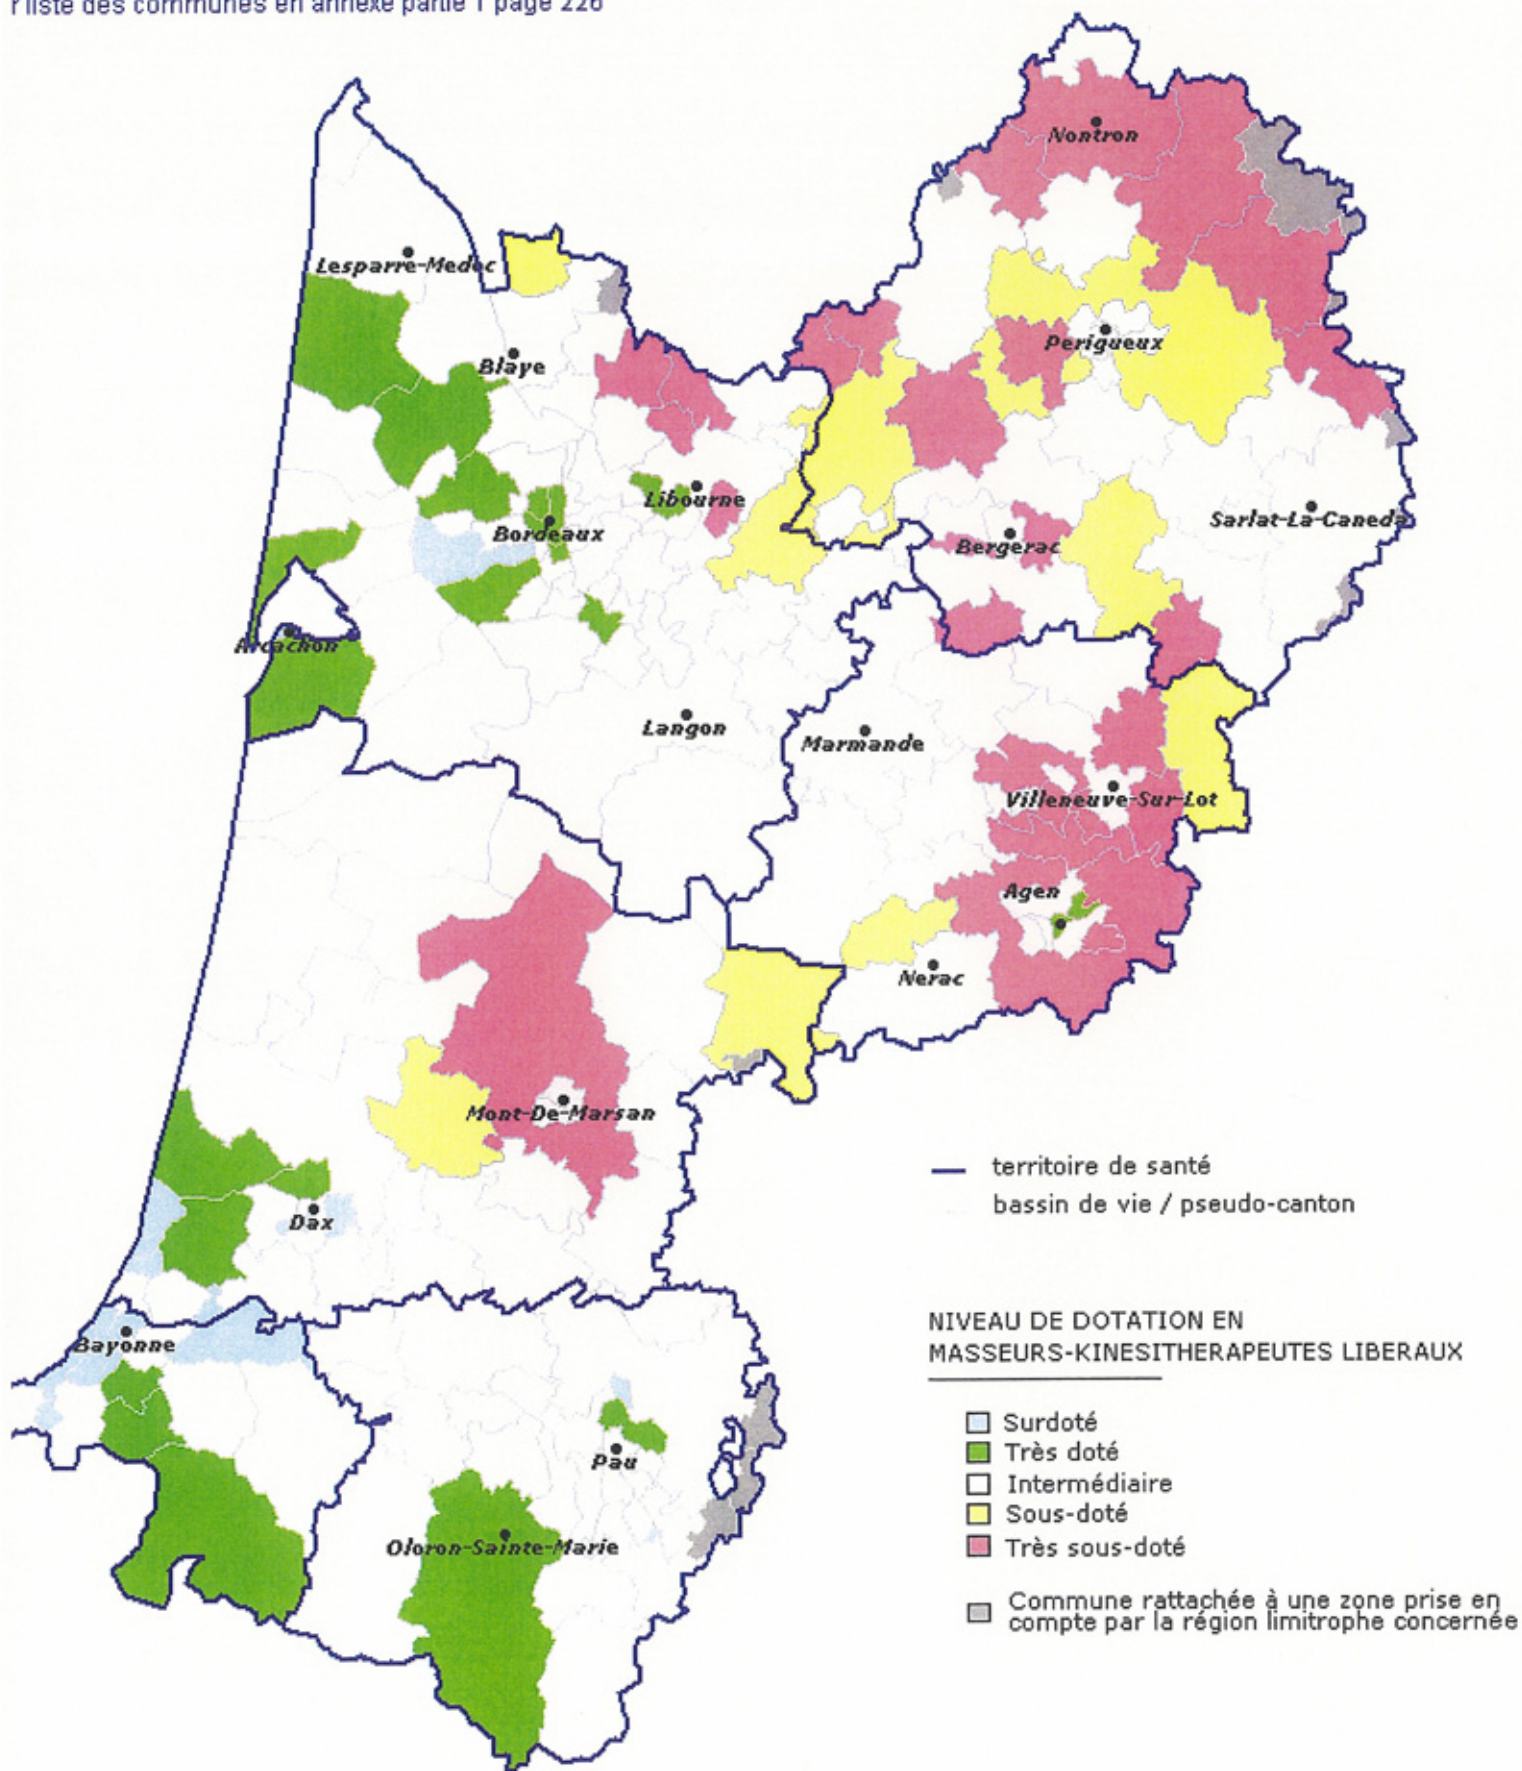 liste des communes en annexe partie 1 page 226
Nontron
Lesparre-Medoc
Perigueux
Blaye
Libourne
Sarlat-La-Caneda
Bordeaux
Bergerac
Arcachon
Langon
Marmande
Villeneuve-Sur-Lot
Agen
Nerac
Mont-De-Marsan
territoire de santé
bassin de vie / pseudo-canton
Dax
NIVEAU DE DOTATION EN
MASSEURS-KINESITHERAPEUTES LIBERAUX
Bayonne
Surdoté
Très doté
Intermédiaire
Sous-doté
Très sous-doté
Pau
Oloron-Sainte-Marie
Commune rattachée à une zone prise en
compte par la région limitrophe concernée